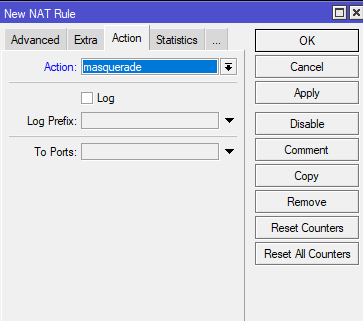 New NAT Rule
Advanced Extra Action Statistics ...
Action: masquerade
Log
Log Prefix:
To Ports:
OK
Cancel
Apply
Disable
Comment
Copy
Remove
Reset Counters
Reset All Counters